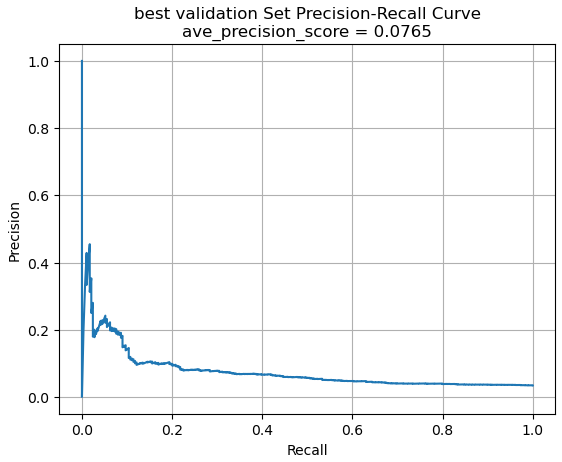 best validation Set Precision-Recall Curve
ave_precision_score = 0.0765
1.0
0.8
0.6
0.4
0.2
0.0
Precision
0.0 0.2 0.4 0.6 0.8 1.0
Recall